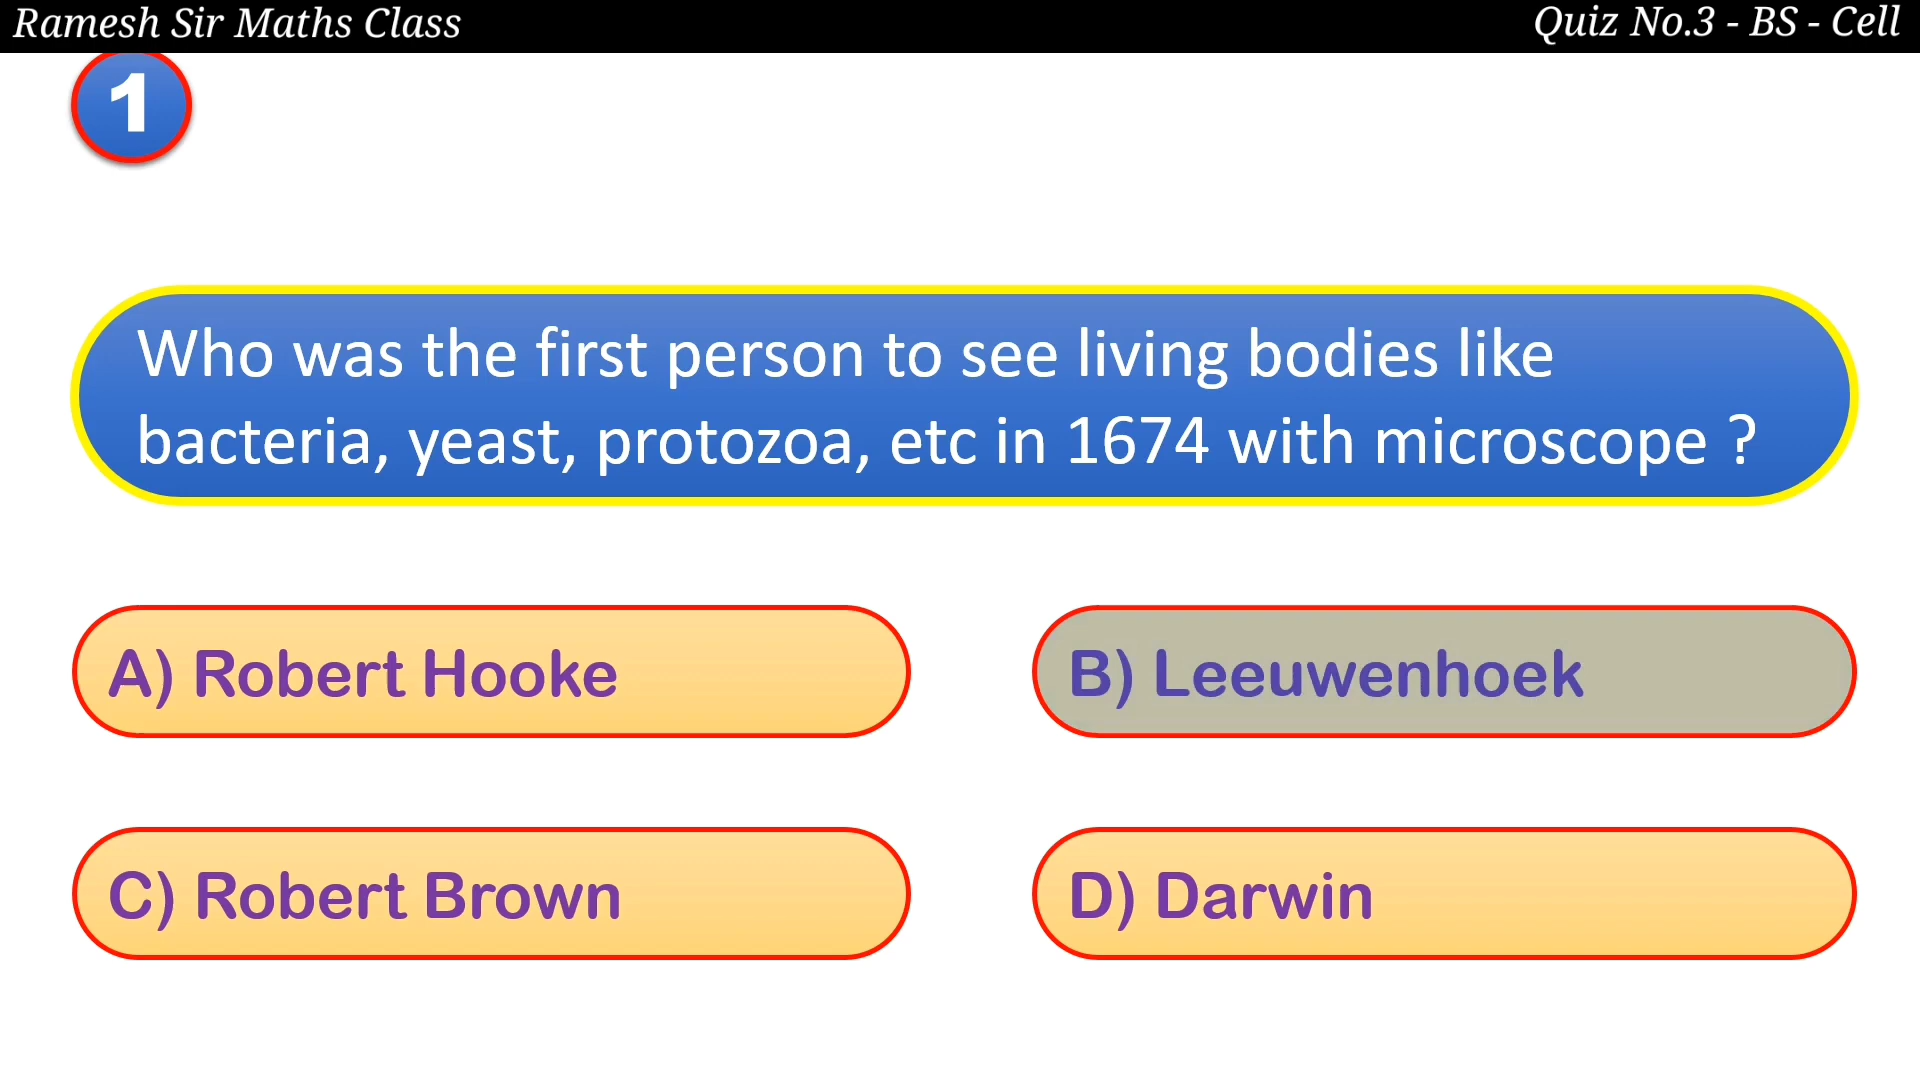 Ramesh Sir Maths Class
Quiz No.3 - BS - Cell
1
Who was the first person to see living bodies like
bacteria, yeast, protozoa, etc in 1674 with microscope ?
A) Robert Hooke
B) Leeuwenhoek
C) Robert Brown
D) Darwin